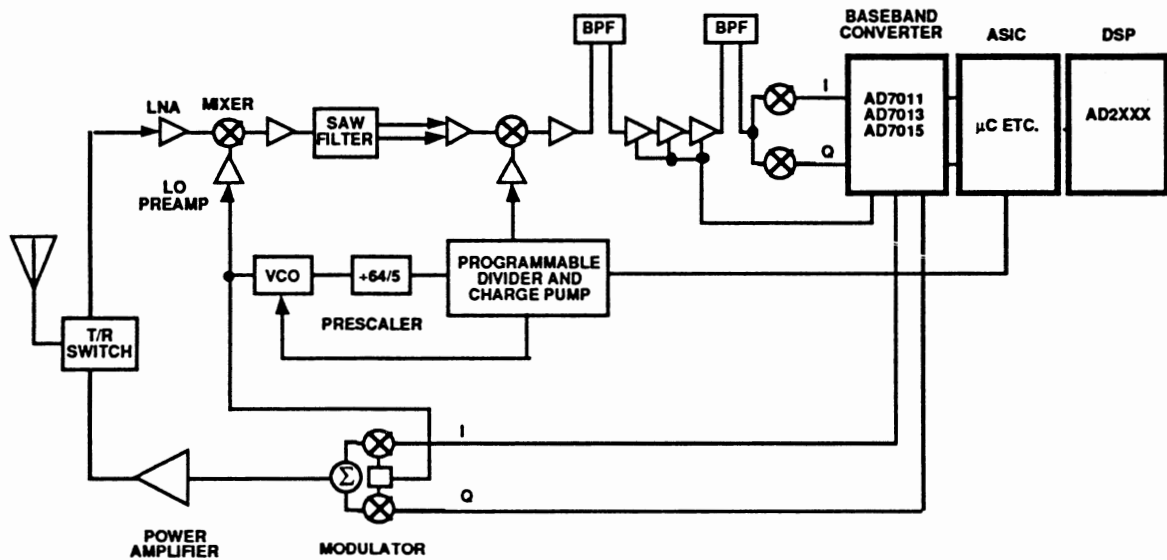 BPF
BPF
BASEBAND
CONVERTER
ASIC
DSP
LNA
MIXER
SAW
FILTER
I
Q
AD7011
AD7013
AD7015
µC ETC.
AD2XXX
LO
PREAMP
VCO
÷64/5
PRESCALER
PROGRAMMABLE
DIVIDER AND
CHARGE PUMP
T/R
SWITCH
I
Σ
Q
POWER
AMPLIFIER
MODULATOR